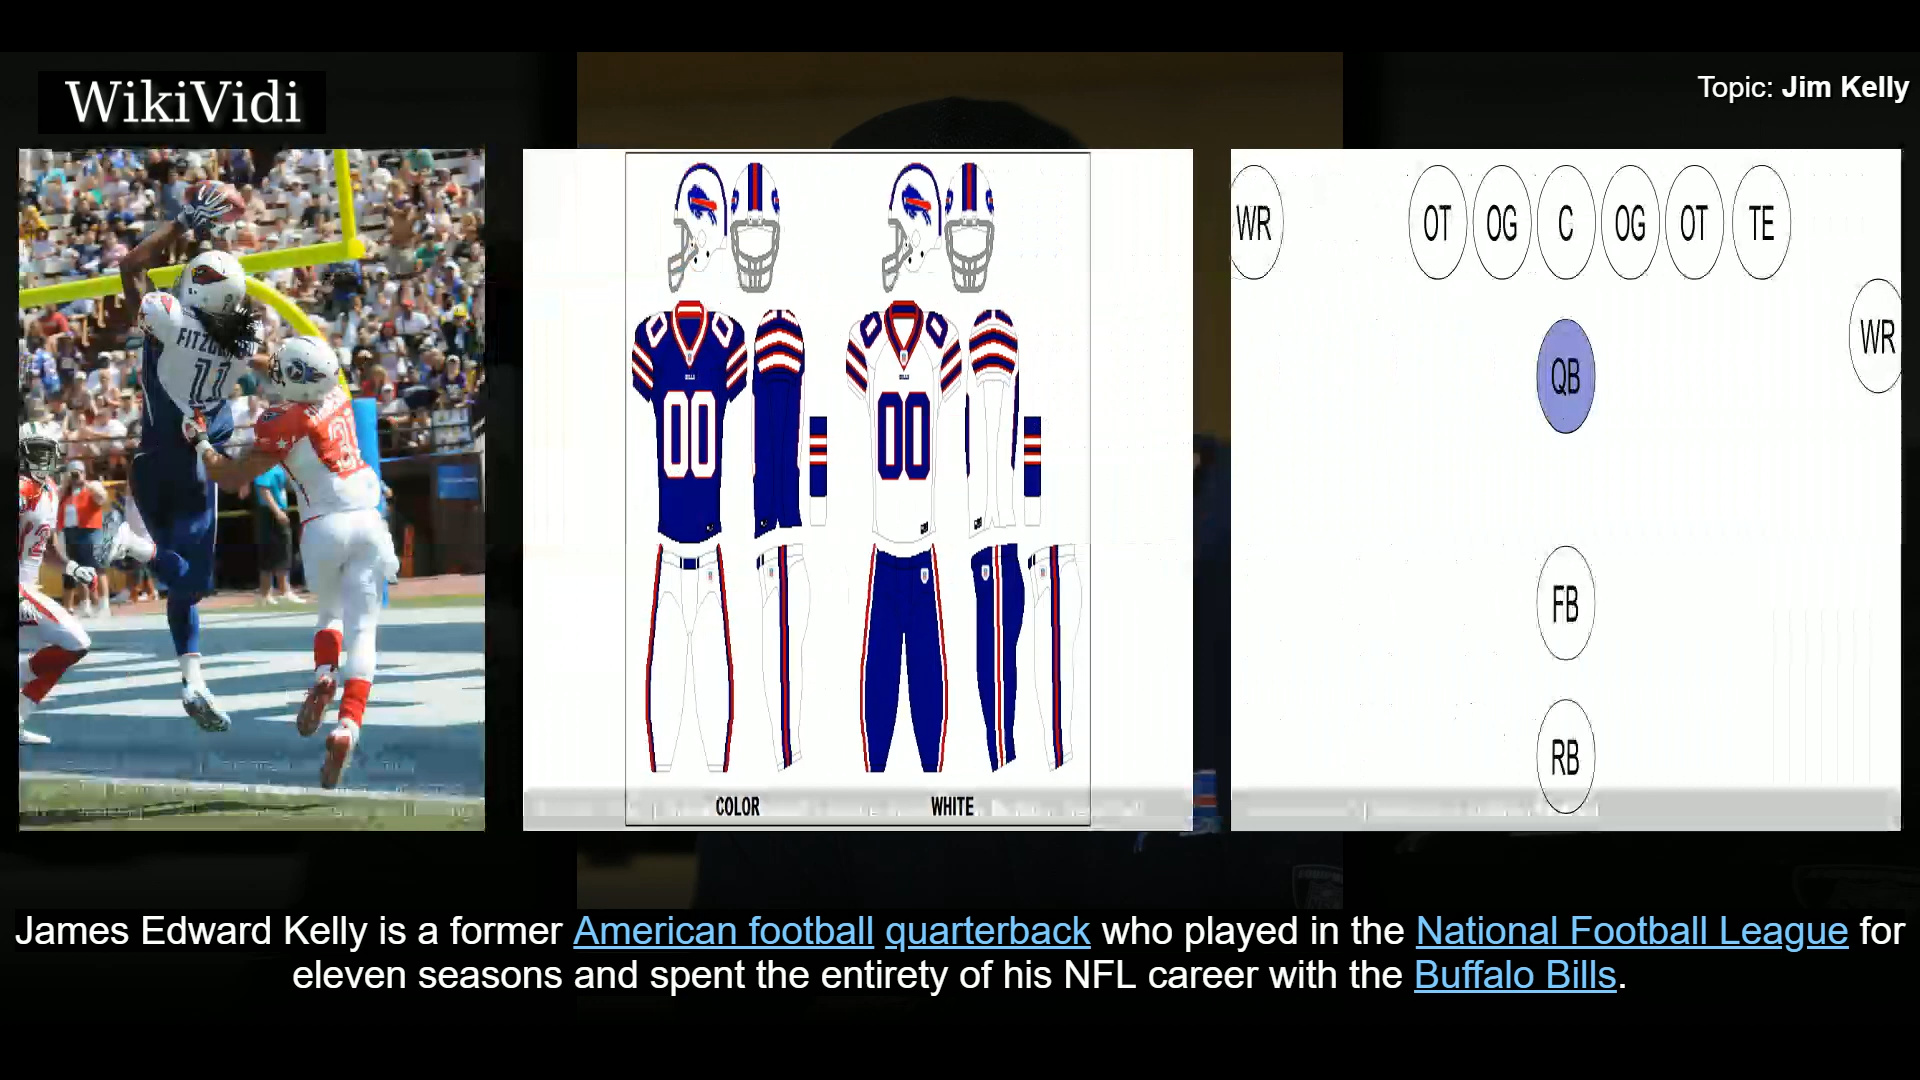 WikiVidi
Topic: Jim Kelly
11
00
00
COLOR
WHITE
WR
OT
OG
C
OG
OT
TE
WR
QB
FB
RB
James Edward Kelly is a former American football quarterback who played in the National Football League for
eleven seasons and spent the entirety of his NFL career with the Buffalo Bills.